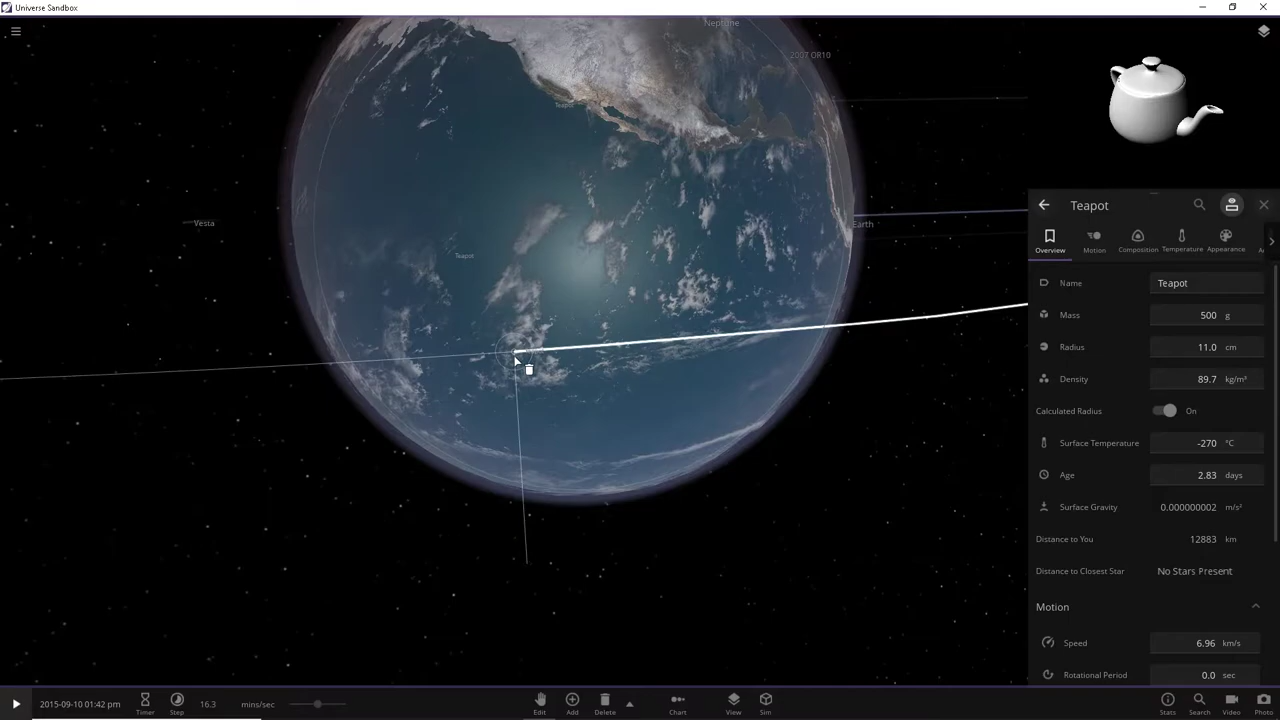 Universe Sandbox
Neptune
2007 OR10
Teapot
Vesta
Earth
Teapot
Teapot
Overview
Motion
Composition
Temperature
Appearance
Name Teapot
Mass 500 g
Radius 11.0 cm
Density 89.7 kg/m³
Calculated Radius On
Surface Temperature -270 °C
Age 2.83 days
Surface Gravity 0.000000002 m/s²
Distance to You 12883 km
Distance to Closest Star No Stars Present
Motion
Speed 6.96 km/s
Rotational Period 0.0 sec
2015-09-10 01:42 pm
Timer
Step
16.3 mins/sec
Edit
Add
Delete
Chart
View
Sim
Stats
Search
Video
Photo